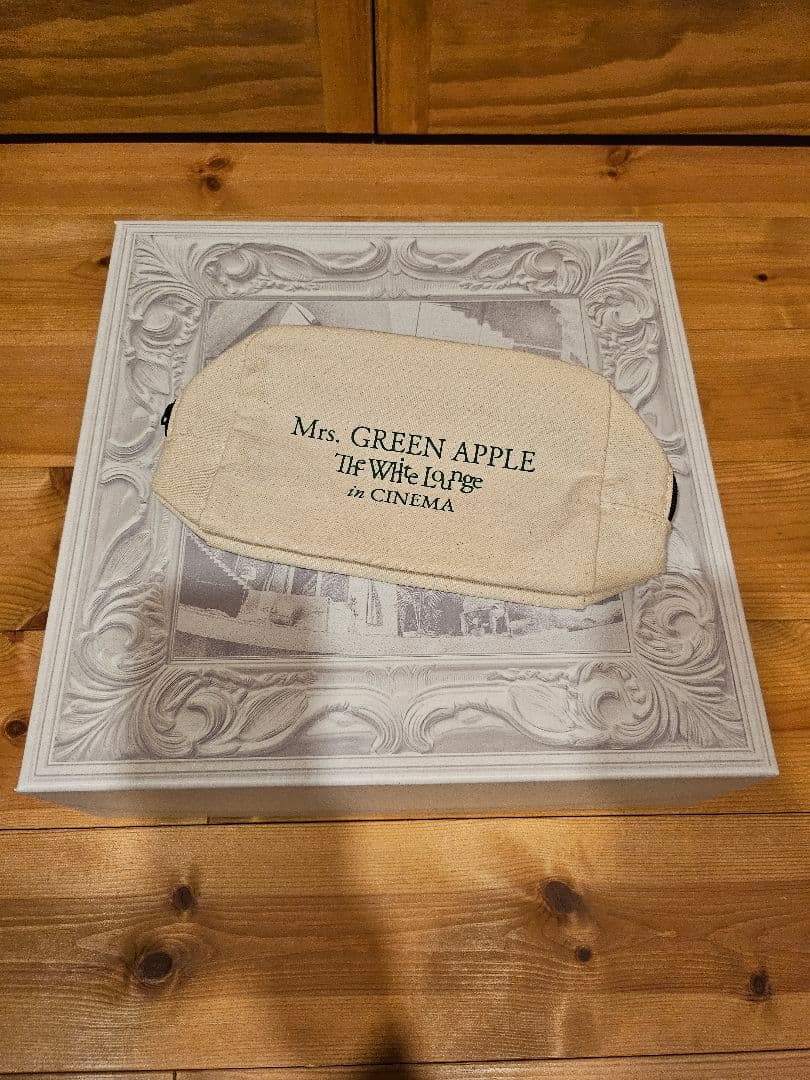 Mrs. GREEN APPLE
The White Lounge
in CINEMA